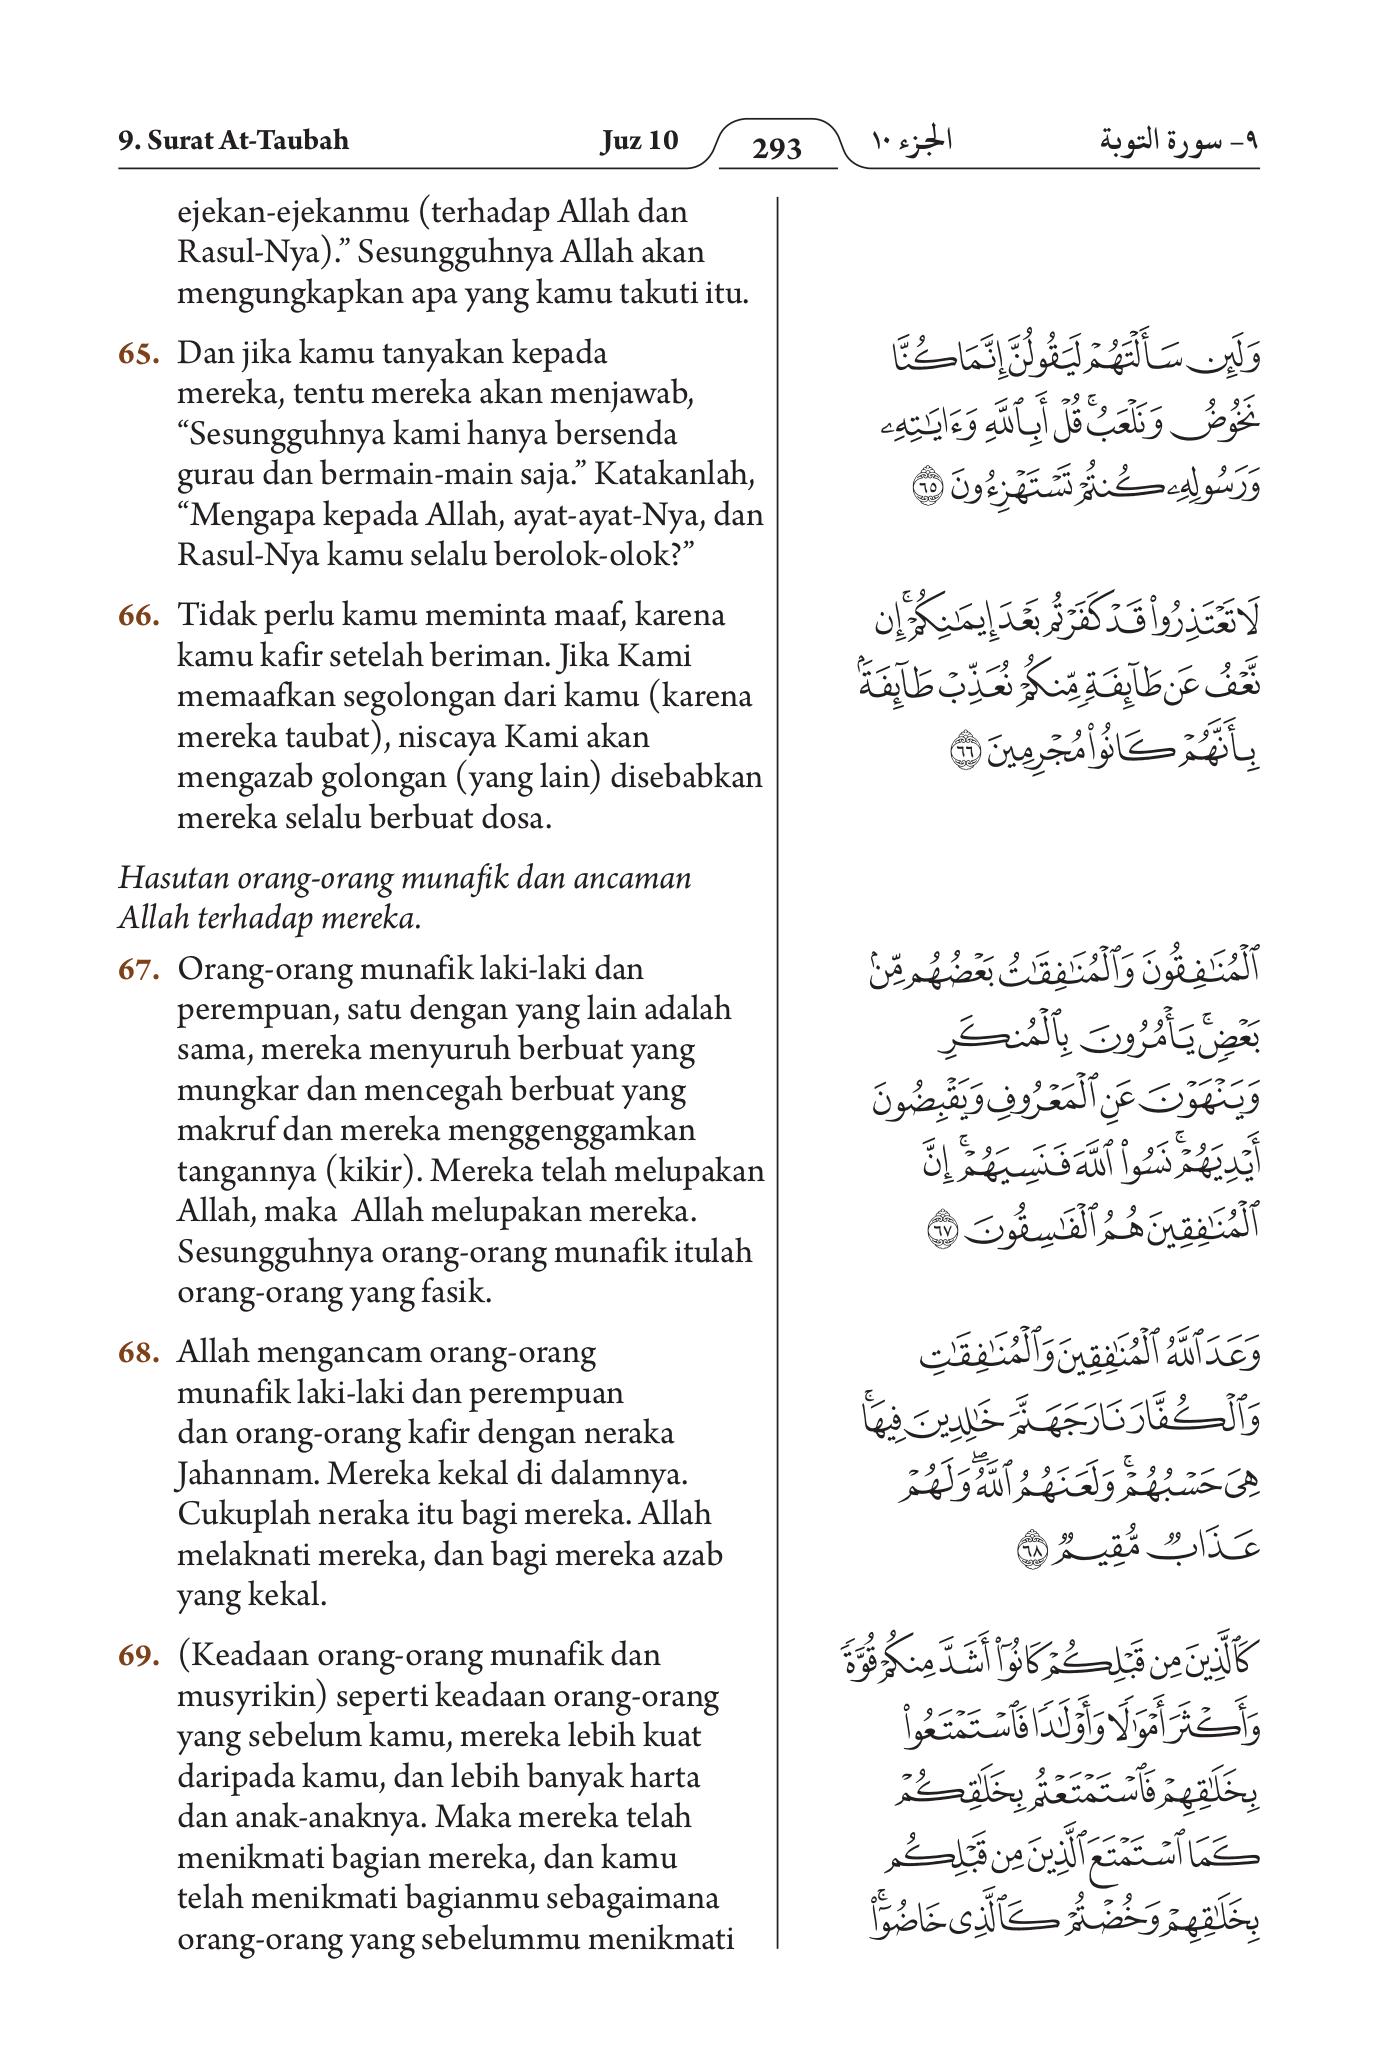 9. Surat At-Taubah
Juz 10
293
الجزء ١٠
٩- سورة التوبة
ejekan-ejekanmu (terhadap Allah dan
Rasul-Nya).” Sesungguhnya Allah akan
mengungkapkan apa yang kamu takuti itu.
65. Dan jika kamu tanyakan kepada
mereka, tentu mereka akan menjawab,
“Sesungguhnya kami hanya bersenda
gurau dan bermain-main saja.” Katakanlah,
“Mengapa kepada Allah, ayat-ayat-Nya, dan
Rasul-Nya kamu selalu berolok-olok?”
66. Tidak perlu kamu meminta maaf, karena
kamu kafir setelah beriman. Jika Kami
memaafkan segolongan dari kamu (karena
mereka taubat), niscaya Kami akan
mengazab golongan (yang lain) disebabkan
mereka selalu berbuat dosa.
Hasutan orang-orang munafik dan ancaman
Allah terhadap mereka.
67. Orang-orang munafik laki-laki dan
perempuan, satu dengan yang lain adalah
sama, mereka menyuruh berbuat yang
mungkar dan mencegah berbuat yang
makruf dan mereka menggenggamkan
tangannya (kikir). Mereka telah melupakan
Allah, maka  Allah melupakan mereka.
Sesungguhnya orang-orang munafik itulah
orang-orang yang fasik.
68. Allah mengancam orang-orang
munafik laki-laki dan perempuan
dan orang-orang kafir dengan neraka
Jahannam. Mereka kekal di dalamnya.
Cukuplah neraka itu bagi mereka. Allah
melaknati mereka, dan bagi mereka azab
yang kekal.
69. (Keadaan orang-orang munafik dan
musyrikin) seperti keadaan orang-orang
yang sebelum kamu, mereka lebih kuat
daripada kamu, dan lebih banyak harta
dan anak-anaknya. Maka mereka telah
menikmati bagian mereka, dan kamu
telah menikmati bagianmu sebagaimana
orang-orang yang sebelummu menikmati
وَلَئِن سَأَلْتَهُمْ لَيَقُولُنَّ إِنَّمَا كُنَّا
نَخُوضُ وَنَلْعَبُ ۚ قُلْ أَبِٱللَّهِ وَءَايَـٰتِهِۦ
وَرَسُولِهِۦ كُنتُمْ تَسْتَهْزِءُونَ ٦٥
لَا تَعْتَذِرُوا۟ قَدْ كَفَرْتُم بَعْدَ إِيمَـٰنِكُمْ ۚ إِن
نَّعْفُ عَن طَآئِفَةٍ مِّنكُمْ نُعَذِّبْ طَآئِفَةًۢ
بِأَنَّهُمْ كَانُوا۟ مُجْرِمِينَ ٦٦
ٱلْمُنَـٰفِقُونَ وَٱلْمُنَـٰفِقَـٰتُ بَعْضُهُم مِّنۢ
بَعْضٍ ۚ يَأْمُرُونَ بِٱلْمُنكَرِ
وَيَنْهَوْنَ عَنِ ٱلْمَعْرُوفِ وَيَقْبِضُونَ
أَيْدِيَهُمْ ۚ نَسُوا۟ ٱللَّهَ فَنَسِيَهُمْ ۚ إِنَّ
ٱلْمُنَـٰفِقِينَ هُمُ ٱلْفَـٰسِقُونَ ٦٧
وَعَدَ ٱللَّهُ ٱلْمُنَـٰفِقِينَ وَٱلْمُنَـٰفِقَـٰتِ
وَٱلْكُفَّارَ نَارَ جَهَنَّمَ خَـٰلِدِينَ فِيهَا ۚ
هِىَ حَسْبُهُمْ ۚ وَلَعَنَهُمُ ٱللَّهُ ۖ وَلَهُمْ
عَذَابٌ مُّقِيمٌ ٦٨
كَٱلَّذِينَ مِن قَبْلِكُمْ كَانُوٓا۟ أَشَدَّ مِنكُمْ قُوَّةً
وَأَكْثَرَ أَمْوَٰلًا وَأَوْلَـٰدًا فَٱسْتَمْتَعُوا۟
بِخَلَـٰقِهِمْ فَٱسْتَمْتَعْتُم بِخَلَـٰقِكُمْ
كَمَا ٱسْتَمْتَعَ ٱلَّذِينَ مِن قَبْلِكُم
بِخَلَـٰقِهِمْ وَخُضْتُمْ كَٱلَّذِى خَاضُوٓا۟ ۚ